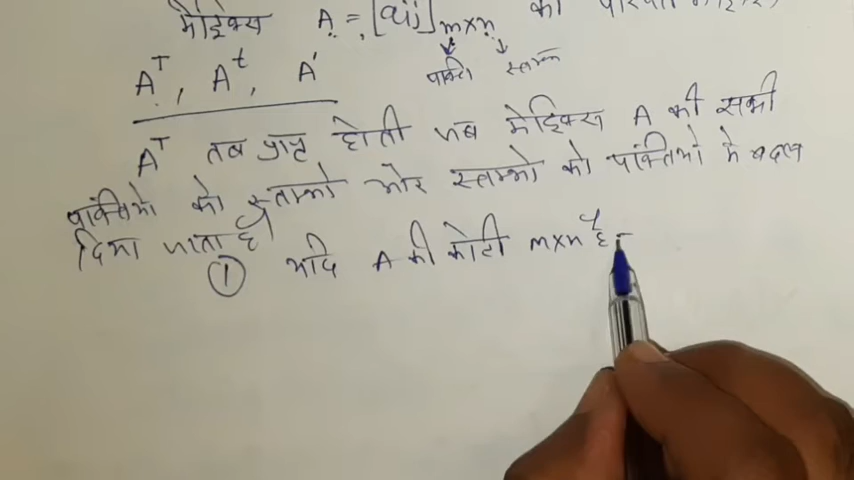 मैट्रिक्स A = [aij]m×n की
A^T, A^t, A' पंक्ति स्तम्भ
A^T तब प्राप्त होती जब मैट्रिक्स A की सभी
पंक्तियो को स्तम्भो और स्तम्भो को पंक्तियो मे बदल
दिया जाता है।
① यदि A की कोटी m×n है